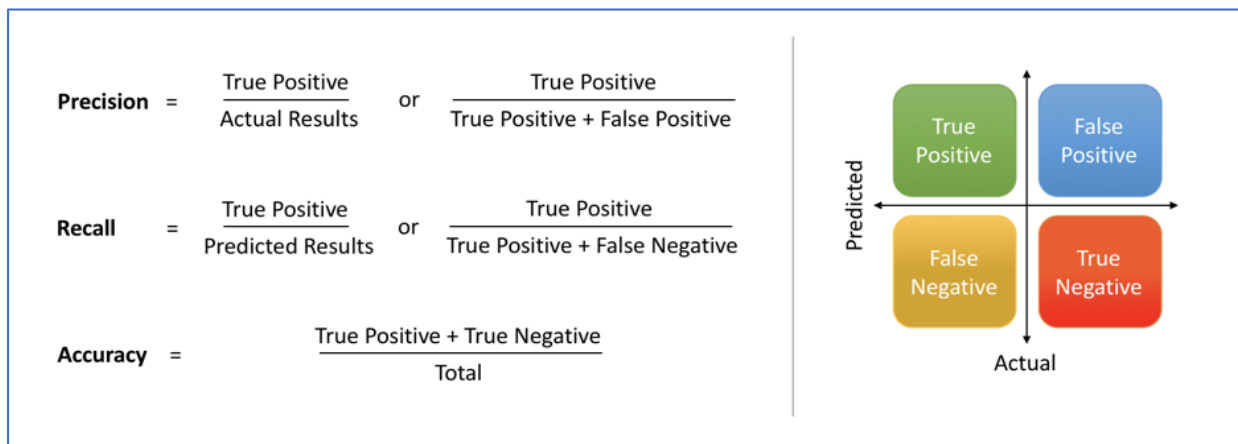 Precision = True Positive / Actual Results or True Positive / True Positive + False Positive
Recall = True Positive / Predicted Results or True Positive / True Positive + False Negative
Accuracy = True Positive + True Negative / Total
Predicted
True
Positive
False
Positive
False
Negative
True
Negative
Actual